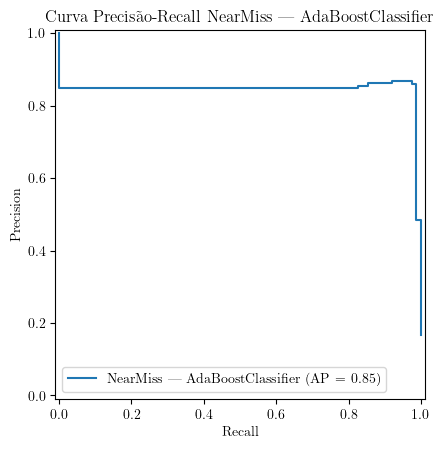 Curva Precisão-Recall NearMiss — AdaBoostClassifier
1.0
0.8
0.6
0.4
0.2
0.0
Precision
NearMiss — AdaBoostClassifier (AP = 0.85)
0.0 0.2 0.4 0.6 0.8 1.0
Recall